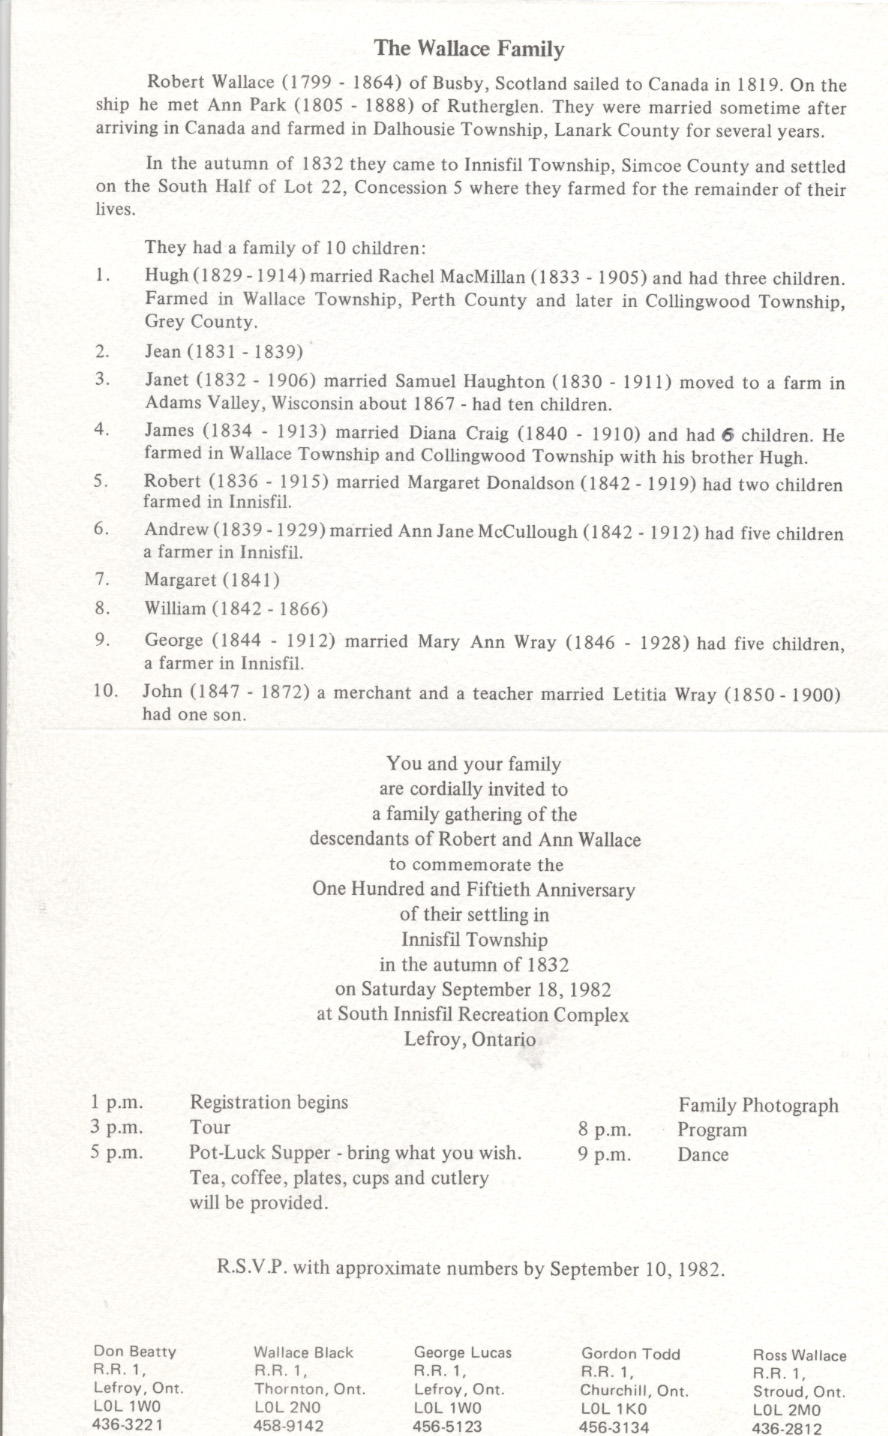 The Wallace Family
Robert Wallace (1799 - 1864) of Busby, Scotland sailed to Canada in 1819. On the
ship he met Ann Park (1805 - 1888) of Rutherglen. They were married sometime after
arriving in Canada and farmed in Dalhousie Township, Lanark County for several years.
In the autumn of 1832 they came to Innisfil Township, Simcoe County and settled
on the South Half of Lot 22, Concession 5 where they farmed for the remainder of their
lives.
They had a family of 10 children:
1. Hugh (1829 - 1914) married Rachel MacMillan (1833 - 1905) and had three children.
Farmed in Wallace Township, Perth County and later in Collingwood Township,
Grey County.
2. Jean (1831 - 1839)
3. Janet (1832 - 1906) married Samuel Haughton (1830 - 1911) moved to a farm in
Adams Valley, Wisconsin about 1867 - had ten children.
4. James (1834 - 1913) married Diana Craig (1840 - 1910) and had 6 children. He
farmed in Wallace Township and Collingwood Township with his brother Hugh.
5. Robert (1836 - 1915) married Margaret Donaldson (1842 - 1919) had two children
farmed in Innisfil.
6. Andrew (1839 - 1929) married Ann Jane McCullough (1842 - 1912) had five children
a farmer in Innisfil.
7. Margaret (1841)
8. William (1842 - 1866)
9. George (1844 - 1912) married Mary Ann Wray (1846 - 1928) had five children,
a farmer in Innisfil.
10. John (1847 - 1872) a merchant and a teacher married Letitia Wray (1850 - 1900)
had one son.
You and your family
are cordially invited to
a family gathering of the
descendants of Robert and Ann Wallace
to commemorate the
One Hundred and Fiftieth Anniversary
of their settling in
Innisfil Township
in the autumn of 1832
on Saturday September 18, 1982
at South Innisfil Recreation Complex
Lefroy, Ontario
1 p.m. Registration begins
3 p.m. Tour
5 p.m. Pot-Luck Supper - bring what you wish.
Tea, coffee, plates, cups and cutlery
will be provided.
Family Photograph
8 p.m. Program
9 p.m. Dance
R.S.V.P. with approximate numbers by September 10, 1982.
Don Beatty
R.R. 1,
Lefroy, Ont.
L0L 1W0
436-3221
Wallace Black
R.R. 1,
Thornton, Ont.
L0L 2N0
458-9142
George Lucas
R.R. 1,
Lefroy, Ont.
L0L 1W0
456-5123
Gordon Todd
R.R. 1,
Churchill, Ont.
L0L 1K0
456-3134
Ross Wallace
R.R. 1,
Stroud, Ont.
L0L 2M0
436-2812